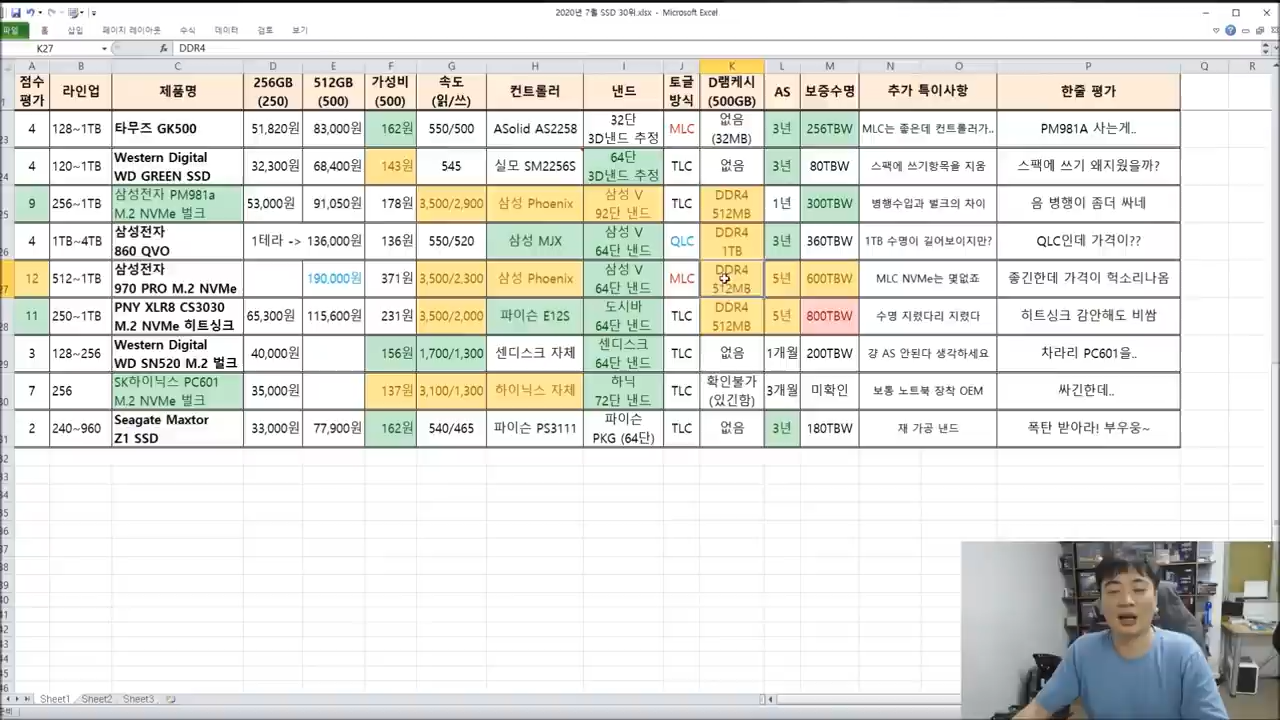 2020년 7월 SSD 30위.xlsx - Microsoft Excel
파일 홈 삽입 페이지 레이아웃 수식 데이터 검토 보기
K27 fx DDR4
A B C D E F G H I J K L M N O P Q R
점수 평가 라인업 제품명 256GB (250) 512GB (500) 가성비 (500) 속도 (읽/쓰) 컨트롤러 낸드 토글 방식 D램케시 (500GB) AS 보증수명 추가 특이사항 한줄 평가
4 128~1TB 타무즈 GK500 51,820원 83,000원 162원 550/500 ASolid AS2258 32단 3D낸드 추정 MLC 없음 (32MB) 3년 256TBW MLC는 좋은데 컨트롤러가.. PM981A 사는게..
4 120~1TB Western Digital WD GREEN SSD 32,300원 68,400원 143원 545 실모 SM2256S 64단 3D낸드 추정 TLC 없음 3년 80TBW 스팩에 쓰기항목을 지움 스팩에 쓰기 왜지웠을까?
9 256~1TB 삼성전자 PM981a M.2 NVMe 벌크 53,000원 91,050원 178원 3,500/2,900 삼성 Phoenix 삼성 V 92단 낸드 TLC DDR4 512MB 1년 300TBW 병행수입과 벌크의 차이 음 병행이 좀더 싸네
4 1TB~4TB 삼성전자 860 QVO 1테라 -> 136,000원 136원 550/520 삼성 MJX 삼성 V 64단 낸드 QLC DDR4 1TB 3년 360TBW 1TB 수명이 길어보이지만? QLC인데 가격이??
12 512~1TB 삼성전자 970 PRO M.2 NVMe 190,000원 371원 3,500/2,300 삼성 Phoenix 삼성 V 64단 낸드 MLC DDR4 512MB 5년 600TBW MLC NVMe는 몇없죠 좋긴한데 가격이 헉소리나옴
11 250~1TB PNY XLR8 CS3030 M.2 NVMe 히트싱크 65,300원 115,600원 231원 3,500/2,000 파이슨 E12S 도시바 64단 낸드 TLC DDR4 512MB 5년 800TBW 수명 지렸다리 지렸다 히트싱크 감안해도 비쌈
3 128~256 Western Digital WD SN520 M.2 벌크 40,000원 156원 1,700/1,300 센디스크 자체 센디스크 64단 낸드 TLC 없음 1개월 200TBW 걍 AS 안된다 생각하세요 차라리 PC601을..
7 256 SK하이닉스 PC601 M.2 NVMe 벌크 35,000원 137원 3,100/1,300 하이닉스 자체 하닉 72단 낸드 TLC 확인불가 (있긴함) 3개월 미확인 보통 노트북 장착 OEM 싸긴한데..
2 240~960 Seagate Maxtor Z1 SSD 33,000원 77,900원 162원 540/465 파이슨 PS3111 파이슨 PKG (64단) TLC 없음 3년 180TBW 재 가공 낸드 폭탄 받아라! 부우웅~
Sheet1 Sheet2 Sheet3